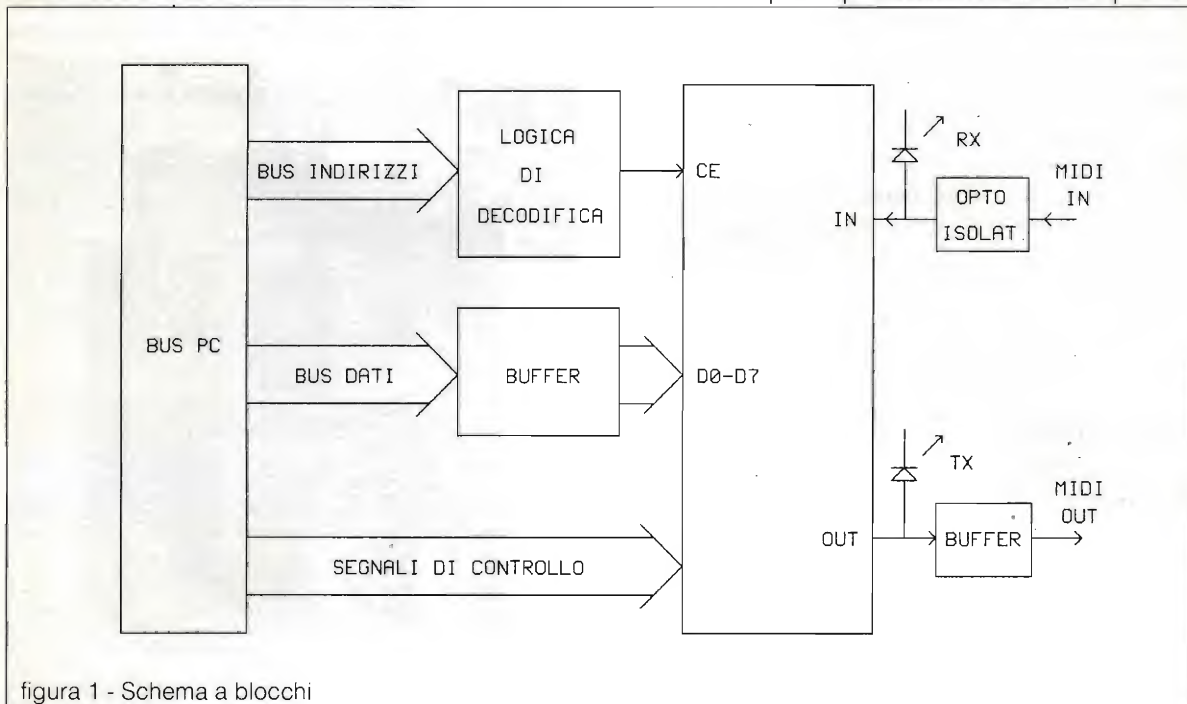 BUS PC
BUS INDIRIZZI
LOGICA
DI
DECODIFICA
CE
RX
MIDI
IN
OPTO
ISOLAT.
IN
BUS DATI
BUFFER
D0-D7
TX
MIDI
OUT
OUT
BUFFER
SEGNALI DI CONTROLLO
figura 1 - Schema a blocchi